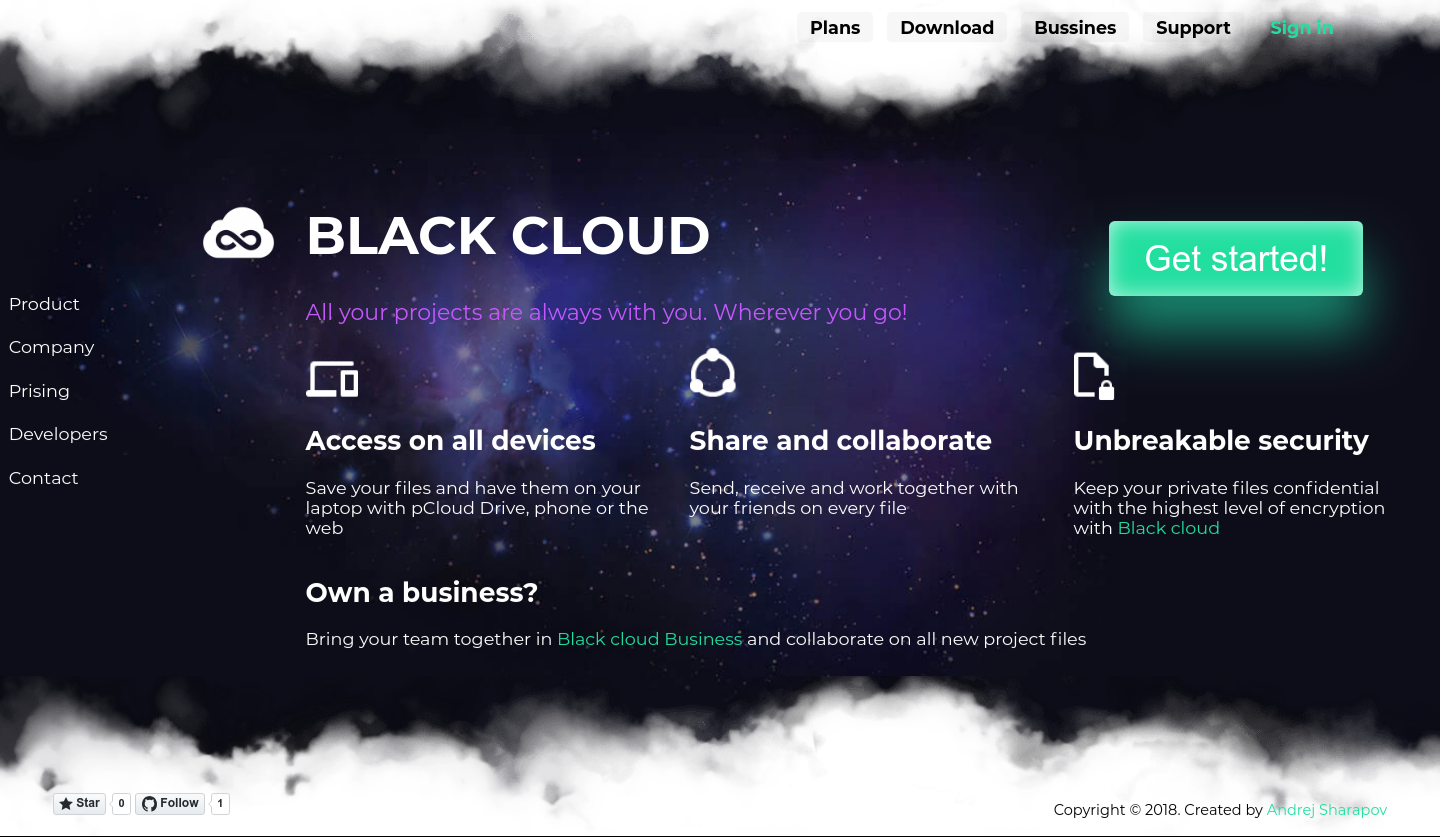 Plans Download Bussines Support Sign in
BLACK CLOUD
Get started!
All your projects are always with you. Wherever you go!
Product
Company
Prising
Developers
Contact
Access on all devices
Save your files and have them on your
laptop with pCloud Drive, phone or the
web
Share and collaborate
Send, receive and work together with
your friends on every file
Unbreakable security
Keep your private files confidential
with the highest level of encryption
with Black cloud
Own a business?
Bring your team together in Black cloud Business and collaborate on all new project files
Star 0 Follow 1
Copyright © 2018. Created by Andrej Sharapov